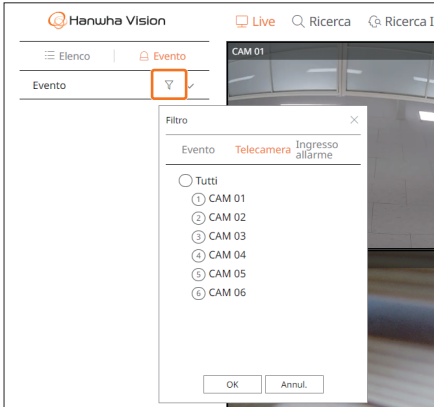 Hanwha Vision
Live Ricerca Ricerca I
Elenco Evento
CAM 01
Evento
Filtro
Evento Telecamera Ingresso allarme
Tutti
1 CAM 01
2 CAM 02
3 CAM 03
4 CAM 04
5 CAM 05
6 CAM 06
OK Annul.